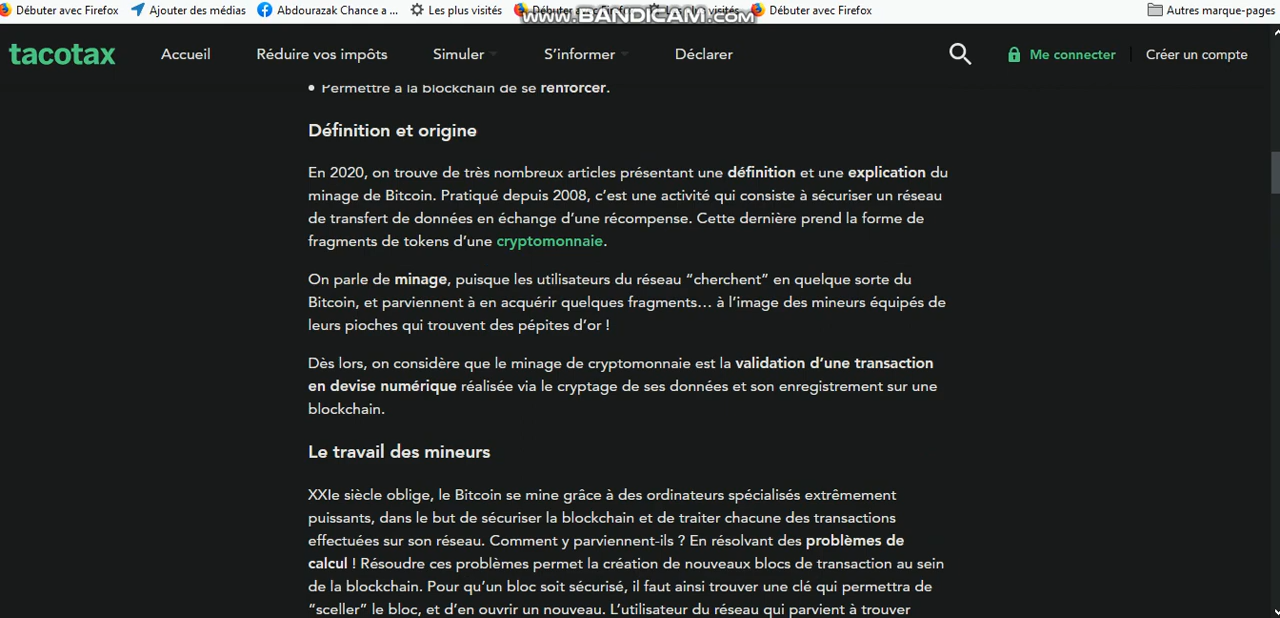 Débuter avec Firefox Ajouter des médias Abdourazak Chance a ... Les plus visités Débuter avec Firefox Les plus visités Débuter avec Firefox Autres marque-pages
www.BANDICAM.com
tacotax Accueil Réduire vos impôts Simuler S’informer Déclarer Me connecter Créer un compte
• Permettre à la blockchain de se renforcer.
Définition et origine
En 2020, on trouve de très nombreux articles présentant une définition et une explication du
minage de Bitcoin. Pratiqué depuis 2008, c’est une activité qui consiste à sécuriser un réseau
de transfert de données en échange d’une récompense. Cette dernière prend la forme de
fragments de tokens d’une cryptomonnaie.
On parle de minage, puisque les utilisateurs du réseau “cherchent” en quelque sorte du
Bitcoin, et parviennent à en acquérir quelques fragments… à l’image des mineurs équipés de
leurs pioches qui trouvent des pépites d’or !
Dès lors, on considère que le minage de cryptomonnaie est la validation d’une transaction
en devise numérique réalisée via le cryptage de ses données et son enregistrement sur une
blockchain.
Le travail des mineurs
XXIe siècle oblige, le Bitcoin se mine grâce à des ordinateurs spécialisés extrêmement
puissants, dans le but de sécuriser la blockchain et de traiter chacune des transactions
effectuées sur son réseau. Comment y parviennent-ils ? En résolvant des problèmes de
calcul ! Résoudre ces problèmes permet la création de nouveaux blocs de transaction au sein
de la blockchain. Pour qu’un bloc soit sécurisé, il faut ainsi trouver une clé qui permettra de
“sceller” le bloc, et d’en ouvrir un nouveau. L’utilisateur du réseau qui parvient à trouver